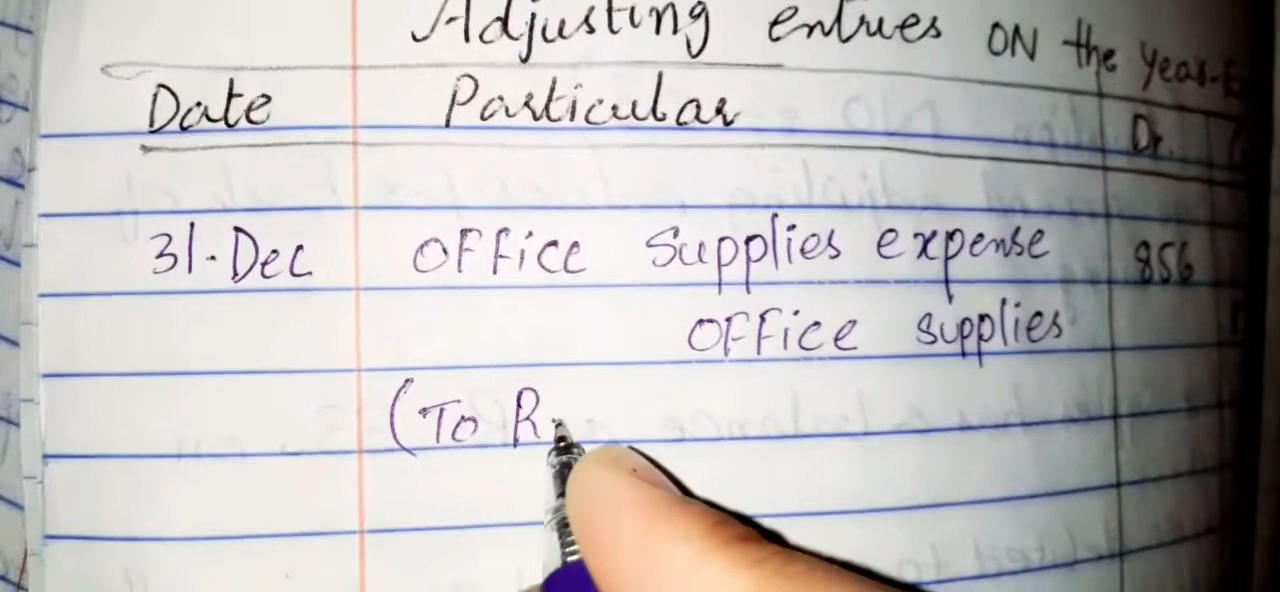 Adjusting entries ON the Year-E
Date Particular Dr.
31.Dec OFFice Supplies expense 856
OFFice supplies
(To R